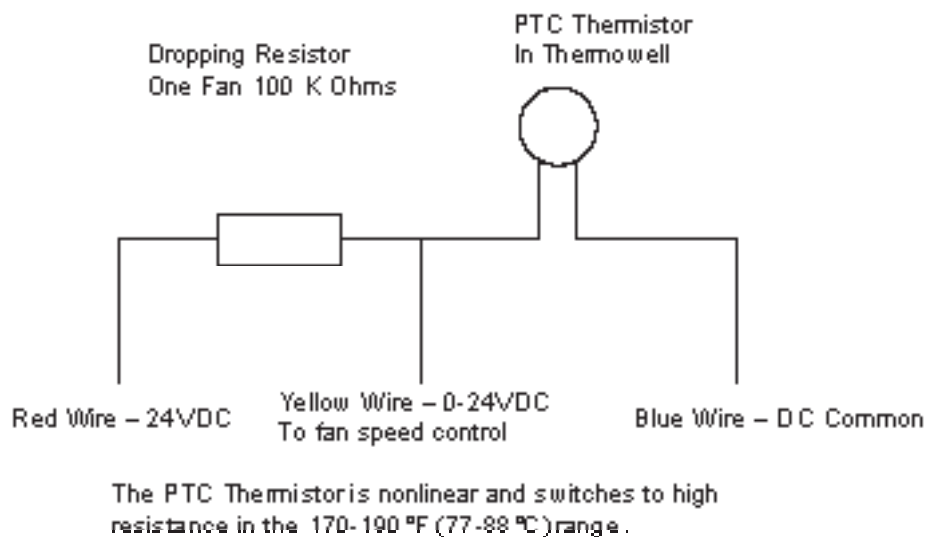 PTC Thermistor
In Thermowell
Dropping Resistor
One Fan 100 K Ohms
Red Wire – 24VDC
Yellow Wire – 0-24VDC
To fan speed control
Blue Wire – DC Common
The PTC Thermistor is nonlinear and switches to high
resistance in the 170-190 ºF (77-88 ºC) range.